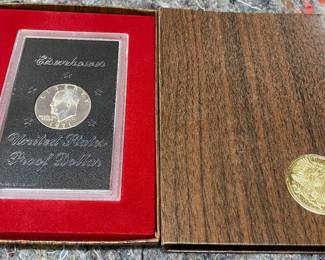 Eisenhower
United States
Proof Dollar